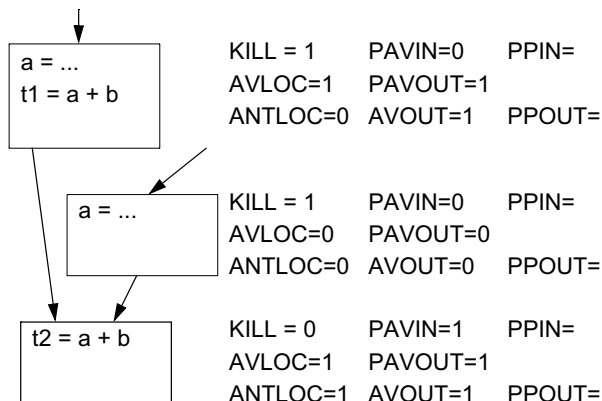 a = ...
t1 = a + b
KILL = 1 PAVIN=0 PPIN=
AVLOC=1 PAVOUT=1
ANTLOC=0 AVOUT=1 PPOUT=
a = ...
KILL = 1 PAVIN=0 PPIN=
AVLOC=0 PAVOUT=0
ANTLOC=0 AVOUT=0 PPOUT=
t2 = a + b
KILL = 0 PAVIN=1 PPIN=
AVLOC=1 PAVOUT=1
ANTLOC=1 AVOUT=1 PPOUT=